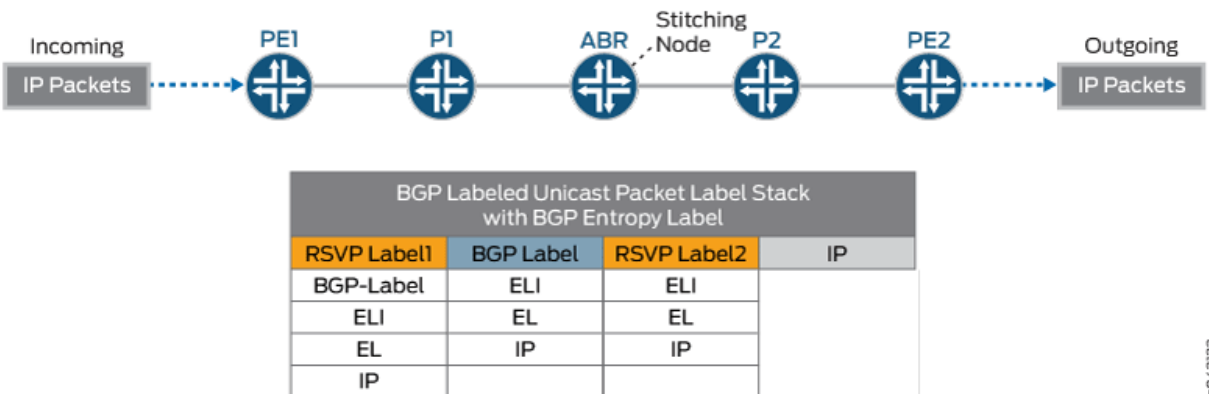 Incoming
IP Packets
PE1
P1
ABR
Stitching
Node
P2
PE2
Outgoing
IP Packets
BGP Labeled Unicast Packet Label Stack
with BGP Entropy Label
RSVP Label1 BGP Label RSVP Label2 IP
BGP-Label ELI ELI
ELI EL EL
EL IP IP
IP